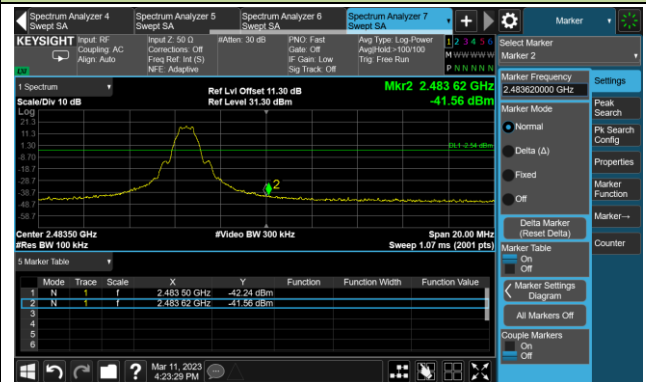 Spectrum Analyzer 4
Swept SA
Spectrum Analyzer 5
Swept SA
Spectrum Analyzer 6
Swept SA
Spectrum Analyzer 7
Swept SA
Marker
KEYSIGHT
Input: RF
Coupling: AC
Align: Auto
Input Z: 50 Ω
Corrections: Off
Freq Ref: Int (S)
NFE: Adaptive
#Atten: 30 dB
PNO: Fast
Gate: Off
IF Gain: Low
Sig Track: Off
Avg Type: Log-Power
Avg|Hold:>100/100
Trig: Free Run
1 2 3 4 5 6
M W W W W W
P N N N N N
LXI
Select Marker
Marker 2
1 Spectrum
Scale/Div 10 dB
Log
Ref Lvl Offset 11.30 dB
Ref Level 31.30 dBm
Mkr2 2.483 62 GHz
-41.56 dBm
21.3
11.3
1.30
-8.70
-18.7
-28.7
-38.7
-48.7
-58.7
DL1 -2.54 dBm
2
Center 2.48350 GHz
#Res BW 100 kHz
#Video BW 300 kHz
Span 20.00 MHz
Sweep 1.07 ms (2001 pts)
5 Marker Table
Mode Trace Scale X Y Function Function Width Function Value
1 N 1 f 2.483 50 GHz -42.24 dBm
2 N 1 f 2.483 62 GHz -41.56 dBm
3
4
5
6
Marker Frequency
2.483620000 GHz
Marker Mode
Normal
Delta (Δ)
Fixed
Off
Delta Marker
(Reset Delta)
Marker Table
On
Off
Marker Settings
Diagram
All Markers Off
Couple Markers
On
Off
Settings
Peak
Search
Pk Search
Config
Properties
Marker
Function
Marker→
Counter
?
Mar 11, 2023
4:23:29 PM